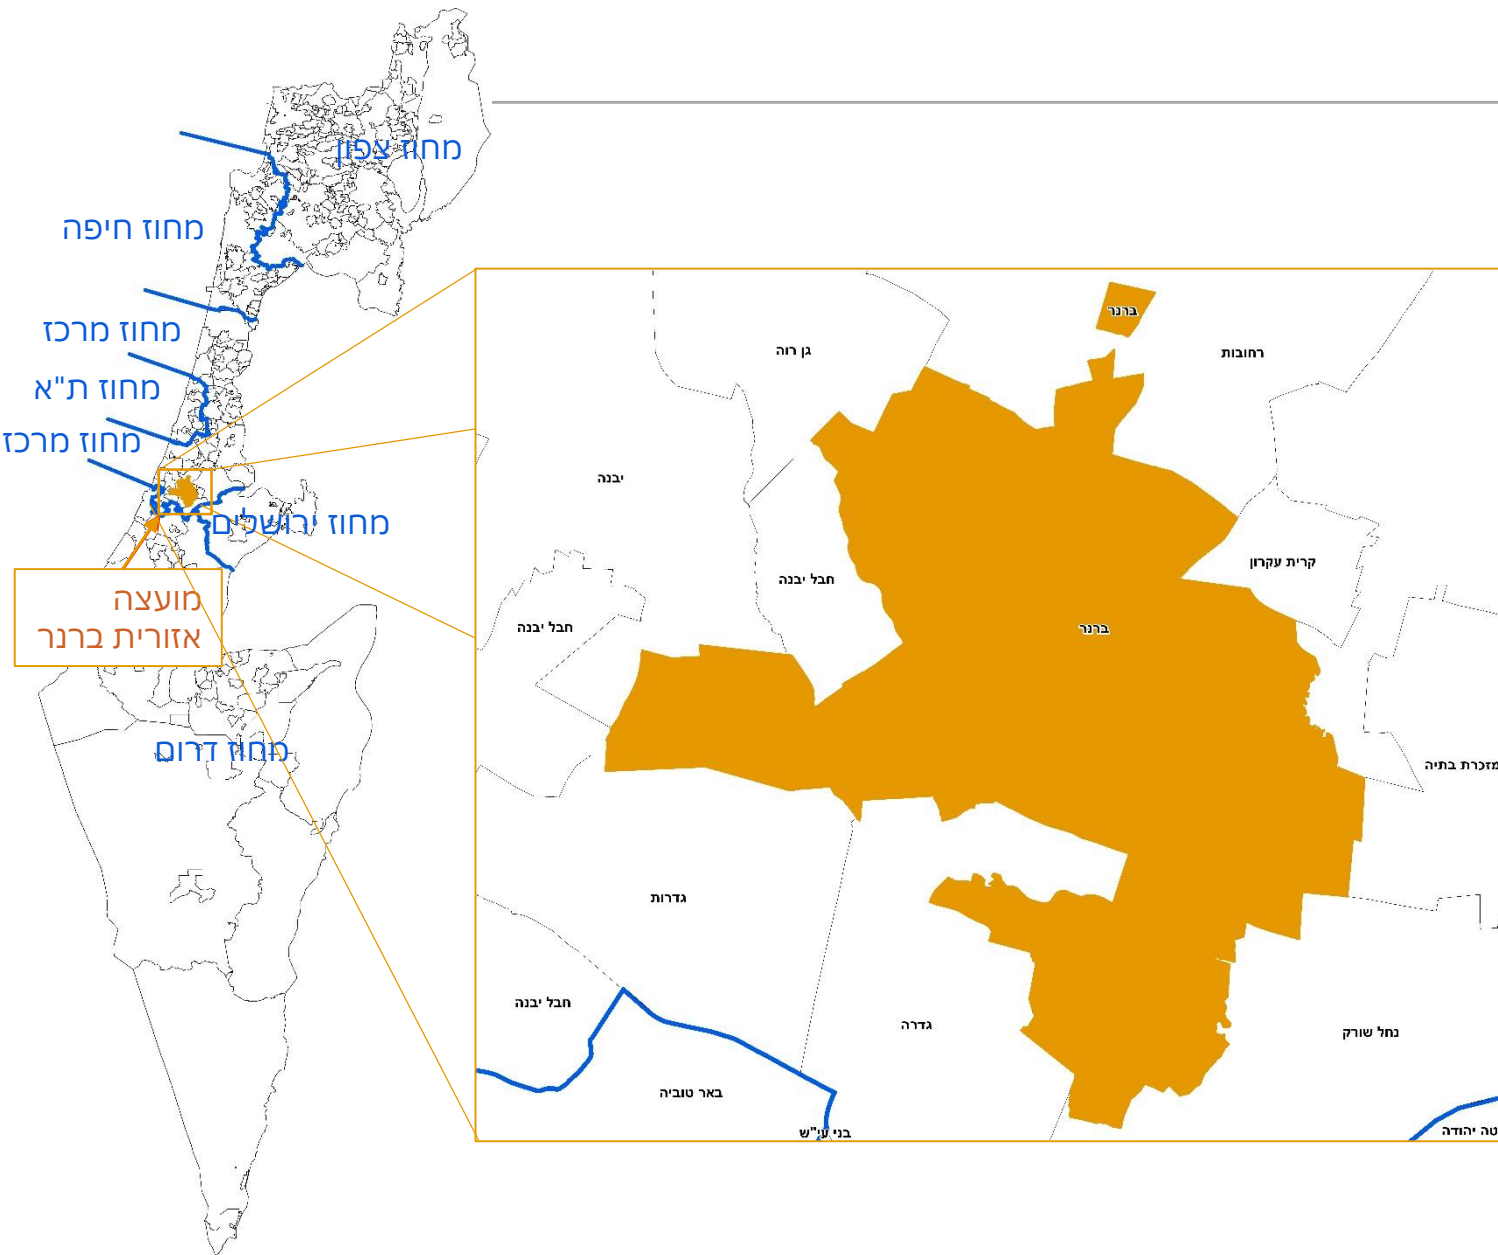 מחוז צפון
מחוז חיפה
מחוז מרכז
מחוז ת"א
מחוז מרכז
מחוז ירושלים
מועצה
אזורית ברנר
מחוז דרום
ברנר
גן רוה
רחובות
יבנה
קרית עקרון
חבל יבנה
חבל יבנה
ברנר
מזכרת בתיה
גדרות
חבל יבנה
גדרה
נחל שורק
באר טוביה
בני עי"ש
טה יהודה